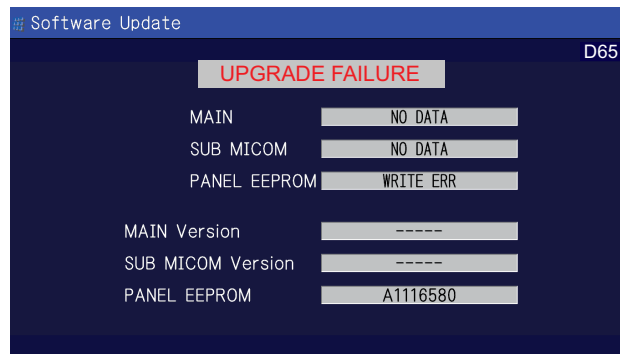 Software Update
D65
UPGRADE FAILURE
MAIN NO DATA
SUB MICOM NO DATA
PANEL EEPROM WRITE ERR
MAIN Version -----
SUB MICOM Version -----
PANEL EEPROM A1116580